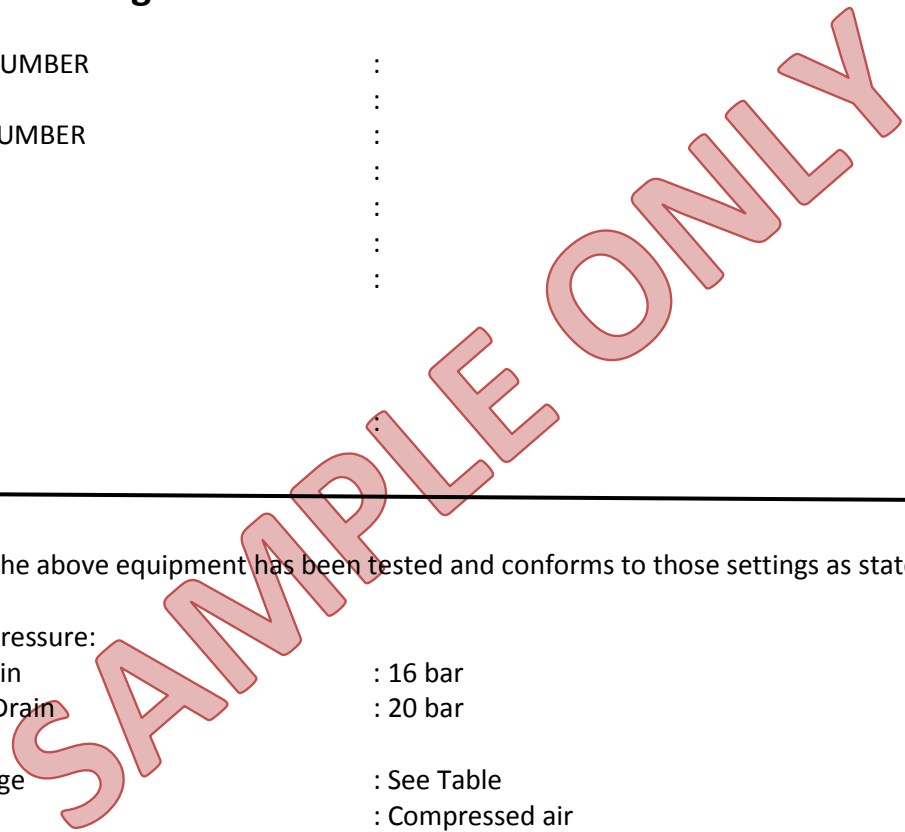 g
UMBER :
:
UMBER :
:
:
:
:
:
he above equipment has been tested and conforms to those settings as stat
ressure:
in : 16 bar
Drain : 20 bar
ge : See Table
: Compressed air
SAMPLE ONLY